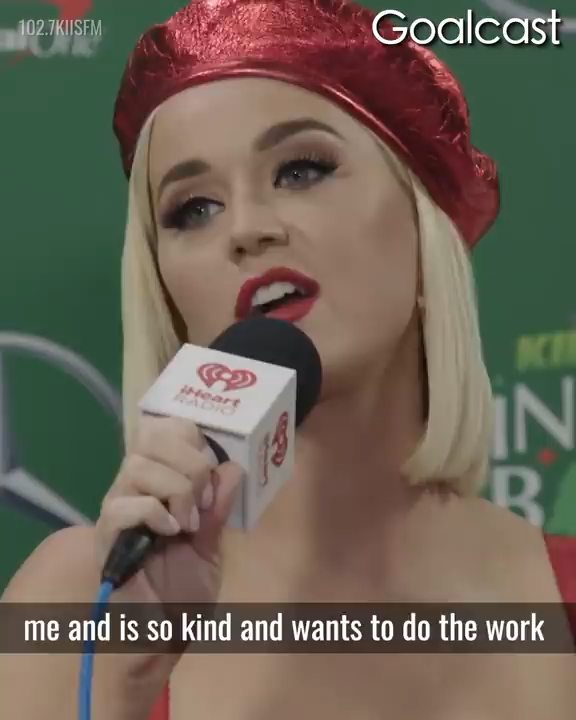 102.7KIISFM
Goalcast
iHeart
RADIO
me and is so kind and wants to do the work